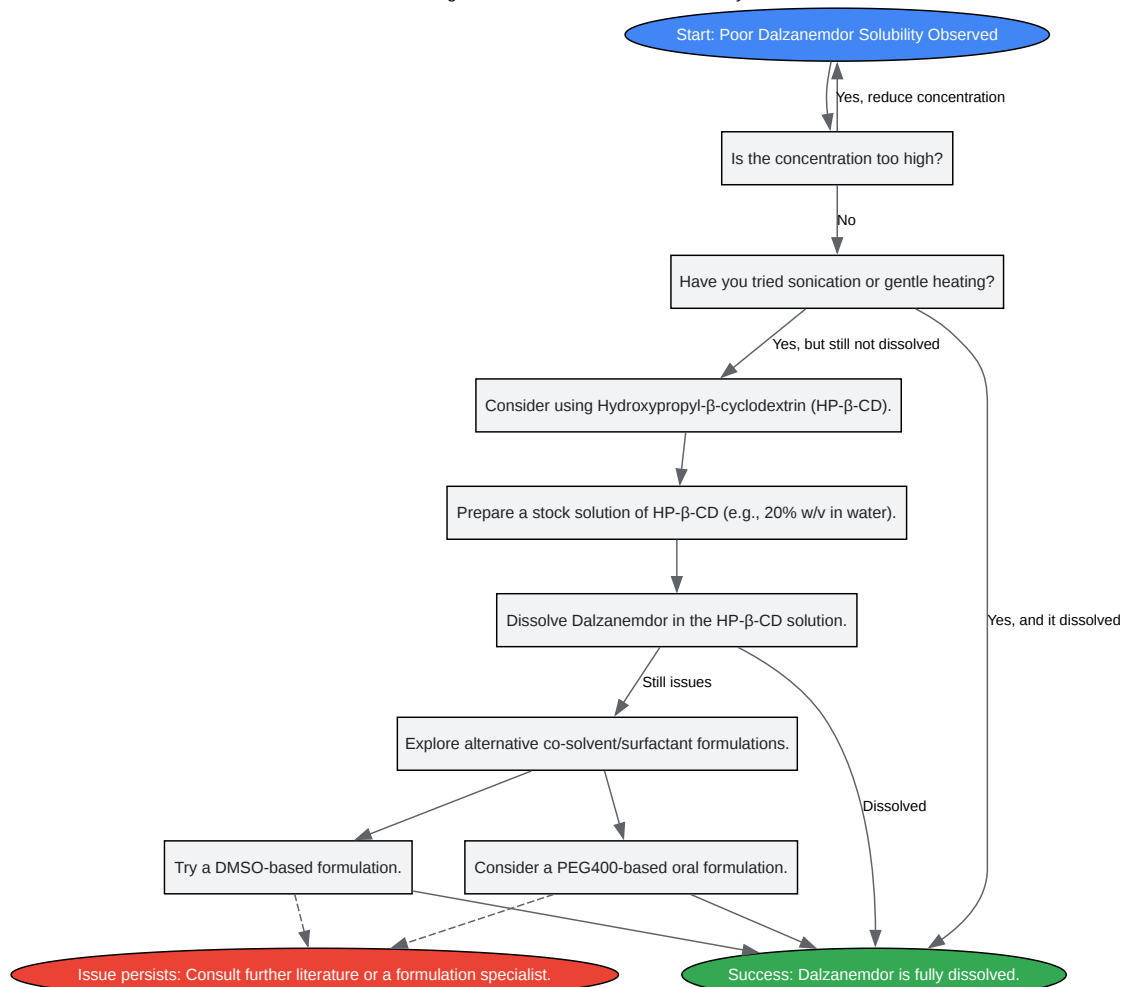 Start: Poor Dalzanemdor Solubility Observed
Yes, reduce concentration
Is the concentration too high?
No
Have you tried sonication or gentle heating?
Yes, but still not dissolved
Consider using Hydroxypropyl-β-cyclodextrin (HP-β-CD).
Prepare a stock solution of HP-β-CD (e.g., 20% w/v in water).
Dissolve Dalzanemdor in the HP-β-CD solution.
Yes, and it dissolved
Still issues
Explore alternative co-solvent/surfactant formulations.
Dissolved
Try a DMSO-based formulation.
Consider a PEG400-based oral formulation.
Issue persists: Consult further literature or a formulation specialist.
Success: Dalzanemdor is fully dissolved.